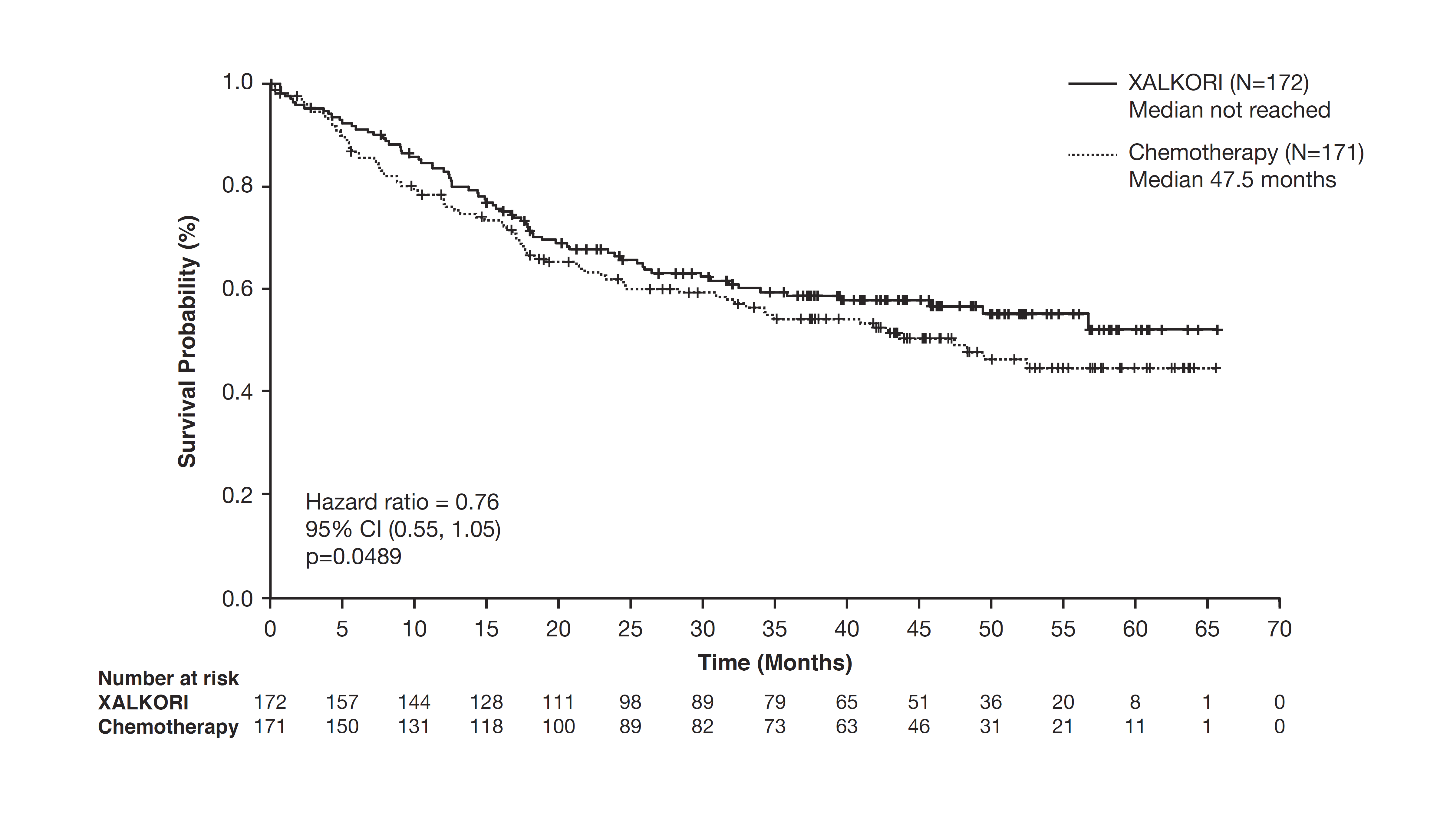 XALKORI (N=172)
Median not reached
Chemotherapy (N=171)
Median 47.5 months
Survival Probability (%)
1.0
0.8
0.6
0.4
0.2
0.0
Hazard ratio = 0.76
95% CI (0.55, 1.05)
p=0.0489
0 5 10 15 20 25 30 35 40 45 50 55 60 65 70
Time (Months)
Number at risk
XALKORI 172 157 144 128 111 98 89 79 65 51 36 20 8 1 0
Chemotherapy 171 150 131 118 100 89 82 73 63 46 31 21 11 1 0